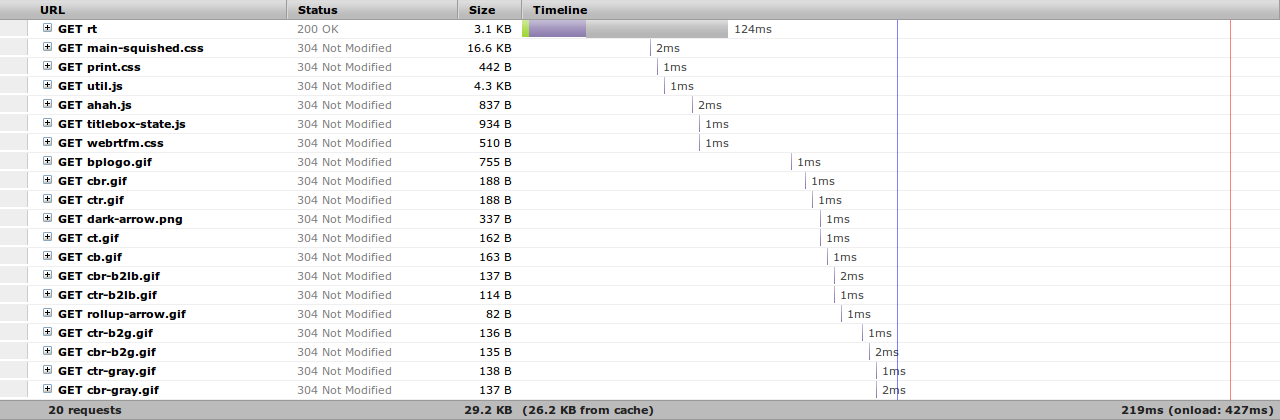 URL Status Size Timeline
GET rt 200 OK 3.1 KB 124ms
GET main-squished.css 304 Not Modified 16.6 KB 2ms
GET print.css 304 Not Modified 442 B 1ms
GET util.js 304 Not Modified 4.3 KB 1ms
GET ahah.js 304 Not Modified 837 B 2ms
GET titlebox-state.js 304 Not Modified 934 B 1ms
GET webrtfm.css 304 Not Modified 510 B 1ms
GET bplogo.gif 304 Not Modified 755 B 1ms
GET cbr.gif 304 Not Modified 188 B 1ms
GET ctr.gif 304 Not Modified 188 B 1ms
GET dark-arrow.png 304 Not Modified 337 B 1ms
GET ct.gif 304 Not Modified 162 B 1ms
GET cb.gif 304 Not Modified 163 B 1ms
GET cbr-b2lb.gif 304 Not Modified 137 B 2ms
GET ctr-b2lb.gif 304 Not Modified 114 B 1ms
GET rollup-arrow.gif 304 Not Modified 82 B 1ms
GET ctr-b2g.gif 304 Not Modified 136 B 1ms
GET cbr-b2g.gif 304 Not Modified 135 B 2ms
GET ctr-gray.gif 304 Not Modified 138 B 1ms
GET cbr-gray.gif 304 Not Modified 137 B 2ms
20 requests 29.2 KB (26.2 KB from cache) 219ms (onload: 427ms)